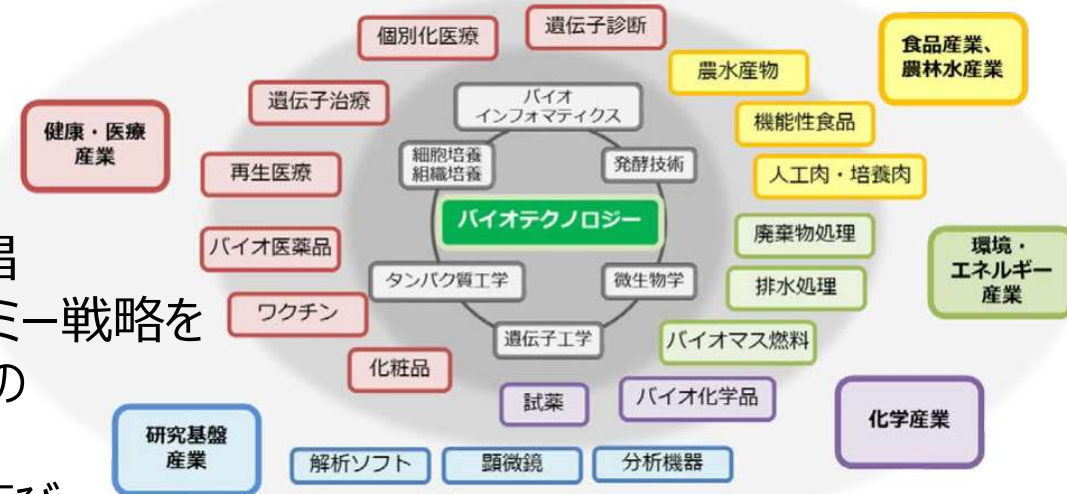 個別化医療
遺伝子診断
食品産業、
農林水産業
農水産物
遺伝子治療
バイオ
インフォマティクス
機能性食品
健康・医療
産業
細胞培養
組織培養
発酵技術
再生医療
人工肉・培養肉
バイオテクノロジー
廃棄物処理
バイオ医薬品
環境・
エネルギー
産業
タンパク質工学
微生物学
排水処理
ミー戦略を
ワクチン
遺伝子工学
バイオマス燃料
化粧品
の
試薬
バイオ化学品
化学産業
研究基盤
産業
解析ソフト
顕微鏡
分析機器